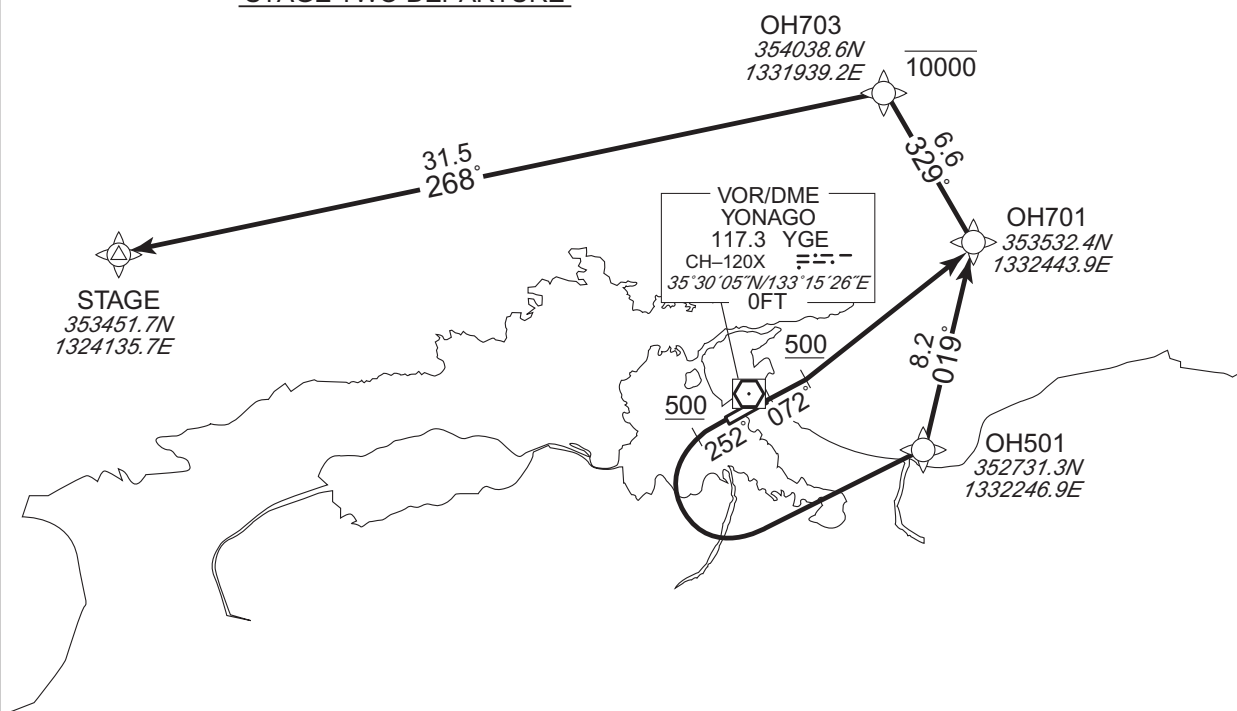 STAGE TWO DEPARTURE
OH703
354038.6N
1331939.2E
10000
6.6
329°
31.5
268°
VOR/DME
YONAGO
117.3 YGE
CH–120X
35°30´05˝N/133°15´26˝E
0FT
OH701
353532.4N
1332443.9E
STAGE
353451.7N
1324135.7E
500
8.2
019°
500
072°
252°
OH501
352731.3N
1332246.9E